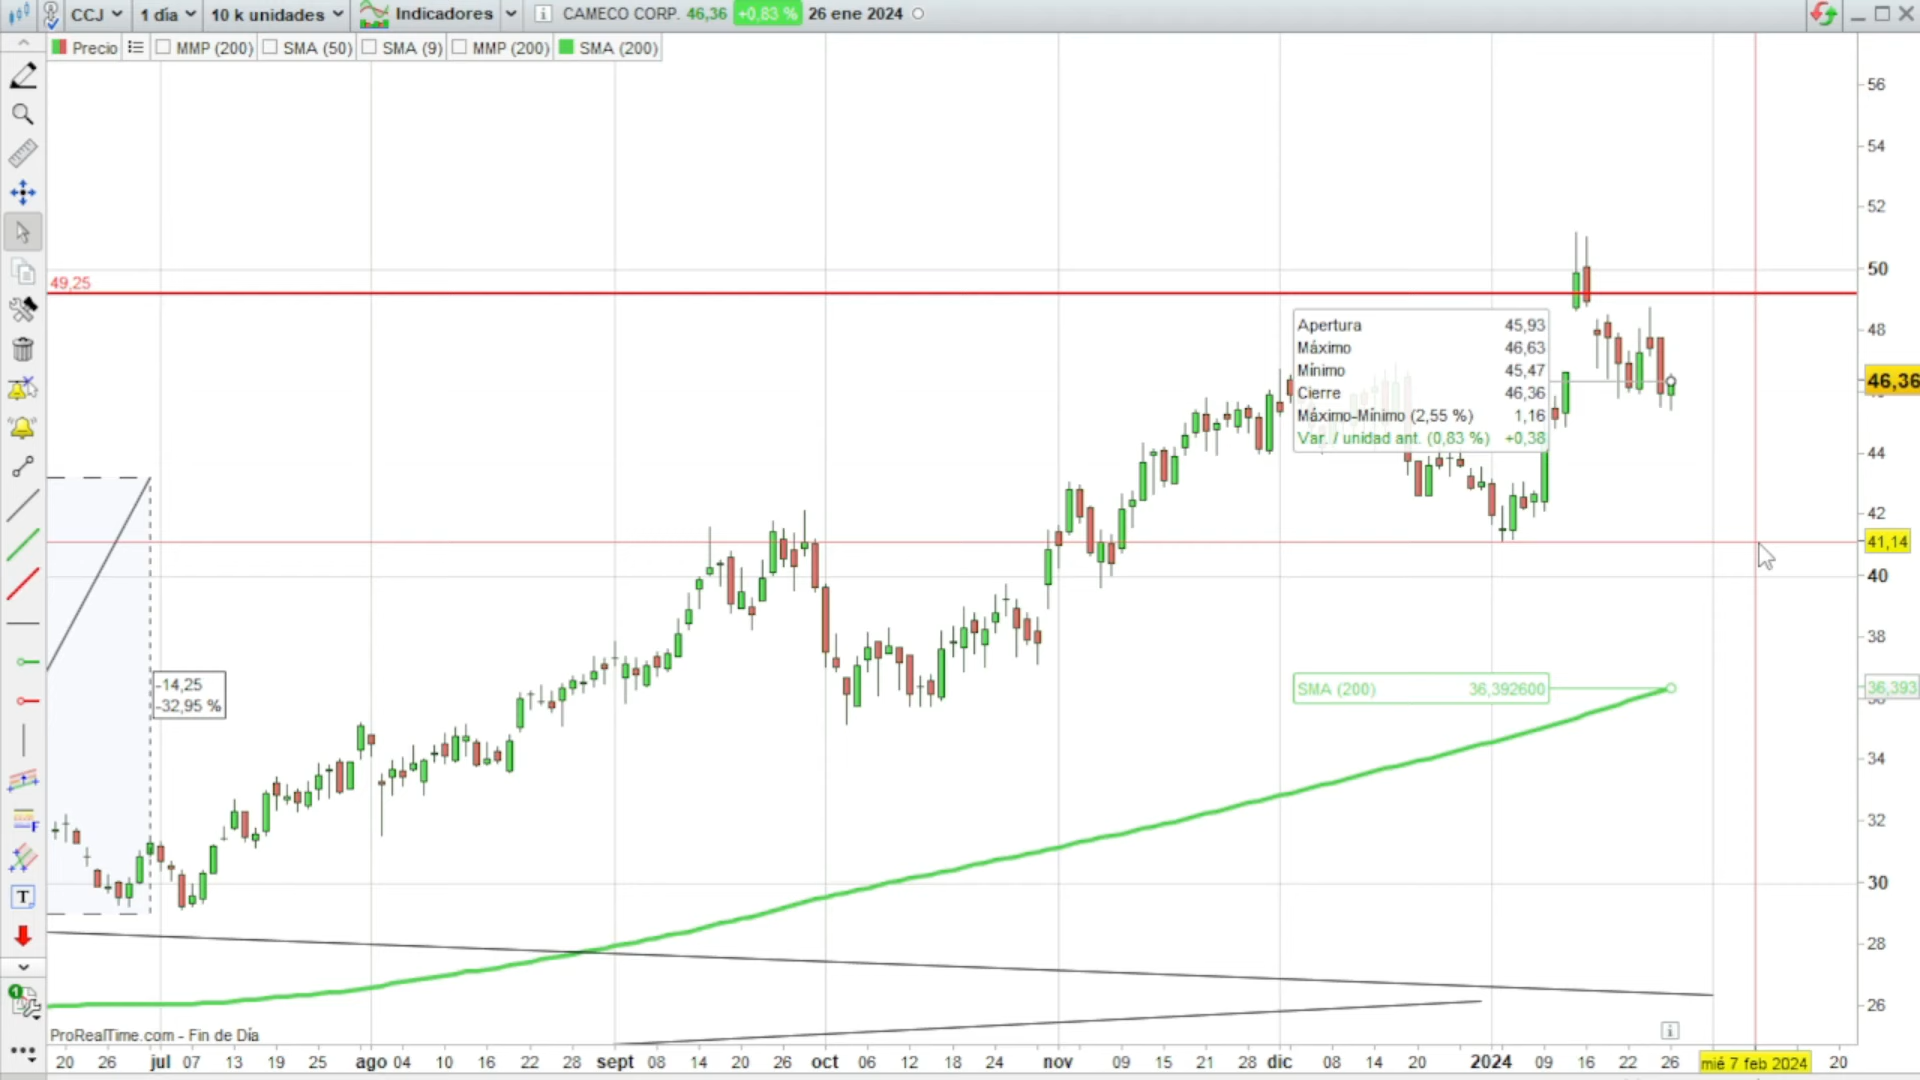 CCJ 1 día 10 k unidades Indicadores CAMECO CORP. 46,36 +0,83 % 26 ene 2024
Precio MMP (200) SMA (50) SMA (9) MMP (200) SMA (200)
56
54
52
50
49,25
48
46,36
44
42
41,14
40
38
36,393
34
32
30
28
26
Apertura 45,93
Máximo 46,63
Mínimo 45,47
Cierre 46,36
Máximo-Mínimo (2,55 %) 1,16
Var. / unidad ant. (0,83 %) +0,38
SMA (200) 36,392600
-14,25
-32,95 %
T
F
1
ProRealTime.com - Fin de Día
20 26 jul 07 13 19 25 ago 04 10 16 22 28 sept 08 14 20 26 oct 06 12 18 24 nov 09 15 21 28 dic 08 14 20 2024 09 16 22 26 mié 7 feb 2024 20